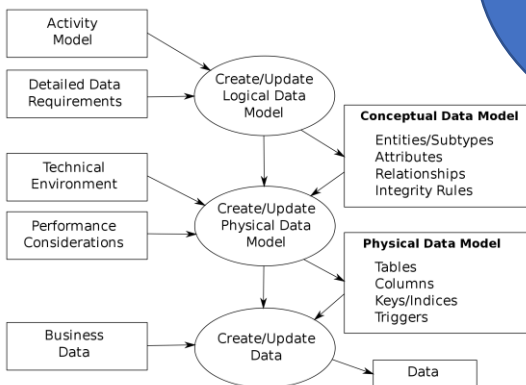 Activity
Model
Detailed Data
Requirements
Create/Update
Logical Data
Model
Conceptual Data Model
Entities/Subtypes
Attributes
Relationships
Integrity Rules
Technical
Environment
Performance
Considerations
Create/Update
Physical Data
Model
Physical Data Model
Tables
Columns
Keys/Indices
Triggers
Business
Data
Create/Update
Data
Data